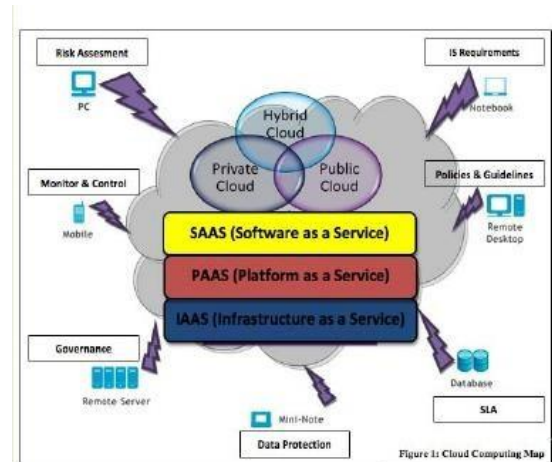 Risk Assesment
IS Requirements
PC
Notebook
Hybrid
Cloud
Private
Cloud
Public
Cloud
Monitor & Control
Policies & Guidelines
Mobile
Remote
Desktop
SAAS (Software as a Service)
PAAS (Platform as a Service)
IAAS (Infrastructure as a Service)
Governance
Remote Server
Database
SLA
Mini-Note
Data Protection
Figure 1: Cloud Computing Map